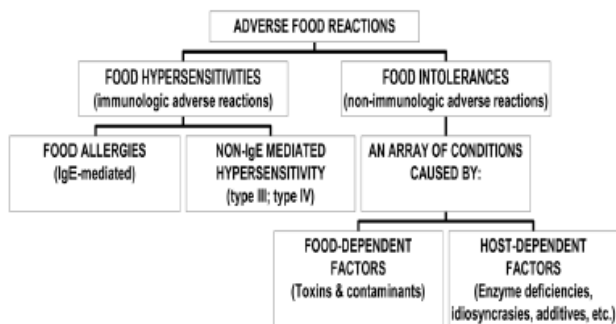 ADVERSE FOOD REACTIONS
FOOD HYPERSENSITIVITIES
(immunologic adverse reactions)
FOOD INTOLERANCES
(non-immunologic adverse reactions)
FOOD ALLERGIES
(IgE-mediated)
NON-IgE MEDIATED
HYPERSENSITIVITY
(type III; type IV)
AN ARRAY OF CONDITIONS
CAUSED BY:
FOOD-DEPENDENT
FACTORS
(Toxins & contaminants)
HOST-DEPENDENT
FACTORS
(Enzyme deficiencies,
idiosyncrasies, additives, etc.)